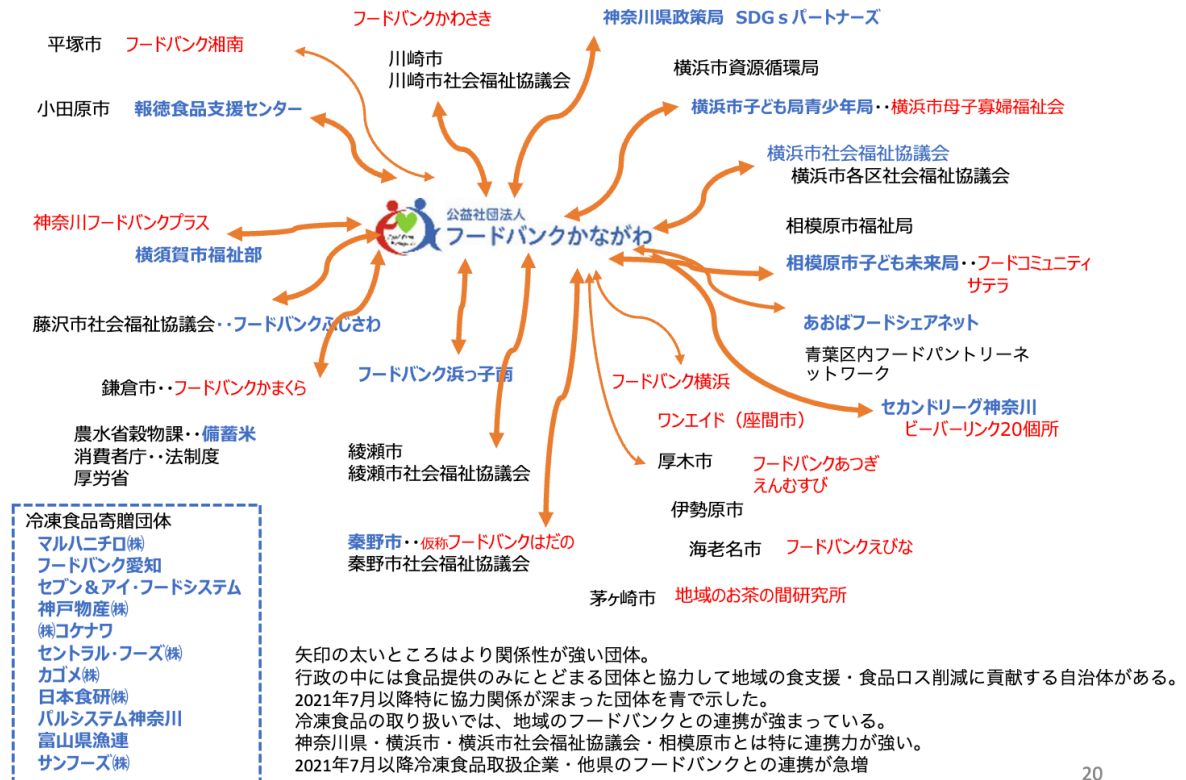 フードバンクかわさき
神奈川県政策局 SDGｓパートナーズ
平塚市 フードバンク湘南
川崎市
川崎市社会福祉協議会
横浜市資源循環局
小田原市 報徳食品支援センター
横浜市子ども局青少年局・・横浜市母子寡婦福祉会
横浜市社会福祉協議会
横浜市各区社会福祉協議会
神奈川フードバンクプラス
横須賀市福祉部
公益社団法人
フードバンクかながわ
相模原市福祉局
相模原市子ども未来局・・フードコミュニティ
サテラ
藤沢市社会福祉協議会・・フードバンクふじさわ
あおばフードシェアネット
青葉区内フードパントリーネ
ットワーク
鎌倉市・・フードバンクかまくら
フードバンク浜っ子南
フードバンク横浜
セカンドリーグ神奈川
ビーバーリンク20個所
ワンエイド（座間市）
農水省穀物課・・備蓄米
消費者庁・・法制度
厚労省
綾瀬市
綾瀬市社会福祉協議会
厚木市 フードバンクあつぎ
えんむすび
伊勢原市
秦野市・・仮称フードバンクはだの
秦野市社会福祉協議会
海老名市 フードバンクえびな
茅ヶ崎市 地域のお茶の間研究所
冷凍食品寄贈団体
マルハニチロ㈱
フードバンク愛知
セブン＆アイ・フードシステム
神戸物産㈱
㈱コケナワ
セントラル・フーズ㈱
カゴメ㈱
日本食研㈱
パルシステム神奈川
富山県漁連
サンフーズ㈱
矢印の太いところはより関係性が強い団体。
行政の中には食品提供のみにとどまる団体と協力して地域の食支援・食品ロス削減に貢献する自治体がある。
2021年7月以降特に協力関係が深まった団体を青で示した。
冷凍食品の取り扱いでは、地域のフードバンクとの連携が強まっている。
神奈川県・横浜市・横浜市社会福祉協議会・相模原市とは特に連携力が強い。
2021年7月以降冷凍食品取扱企業・他県のフードバンクとの連携が急増
20